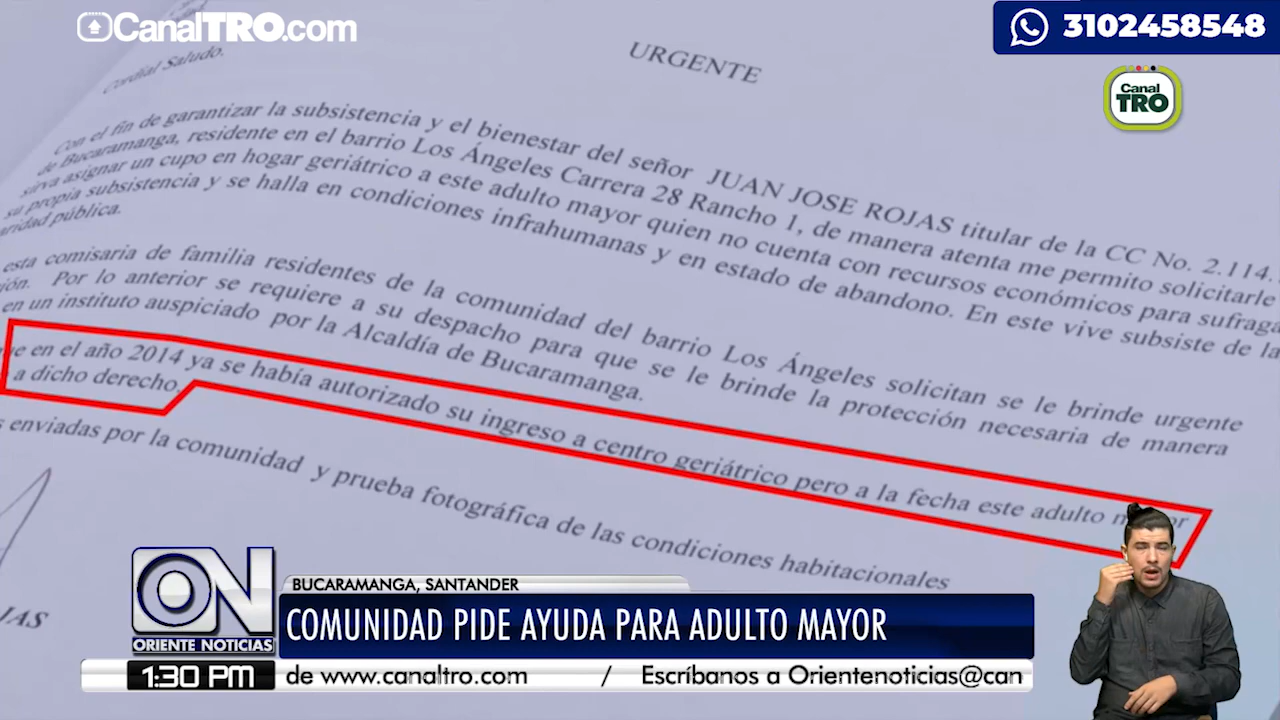 CanalTRO.com
3102458548
Canal
TRO
URGENTE
Cordial Saludo.
Con el fin de garantizar la subsistencia y el bienestar del señor JUAN JOSE ROJAS titular de la CC No. 2.114.
de Bucaramanga, residente en el barrio Los Ángeles Carrera 28 Rancho 1, de manera atenta me permito solicitarle
sirva asignar un cupo en hogar geriátrico a este adulto mayor quien no cuenta con recursos económicos para sufraga
su propia subsistencia y se halla en condiciones infrahumanas y en estado de abandono. En este vive subsiste de la
aridad pública.
esta comisaria de familia residentes de la comunidad del barrio Los Ángeles solicitan se le brinde urgente
ión. Por lo anterior se requiere a su despacho para que se le brinde la protección necesaria de manera
en un instituto auspiciado por la Alcaldía de Bucaramanga.
ue en el año 2014 ya se había autorizado su ingreso a centro geriátrico pero a la fecha este adulto mayor
a dicho derecho.
s enviadas por la comunidad y prueba fotográfica de las condiciones habitacionales
JAS
ON
ORIENTE NOTICIAS
BUCARAMANGA, SANTANDER
COMUNIDAD PIDE AYUDA PARA ADULTO MAYOR
1:30 PM
de www.canaltro.com / Escríbanos a Orientenoticias@can